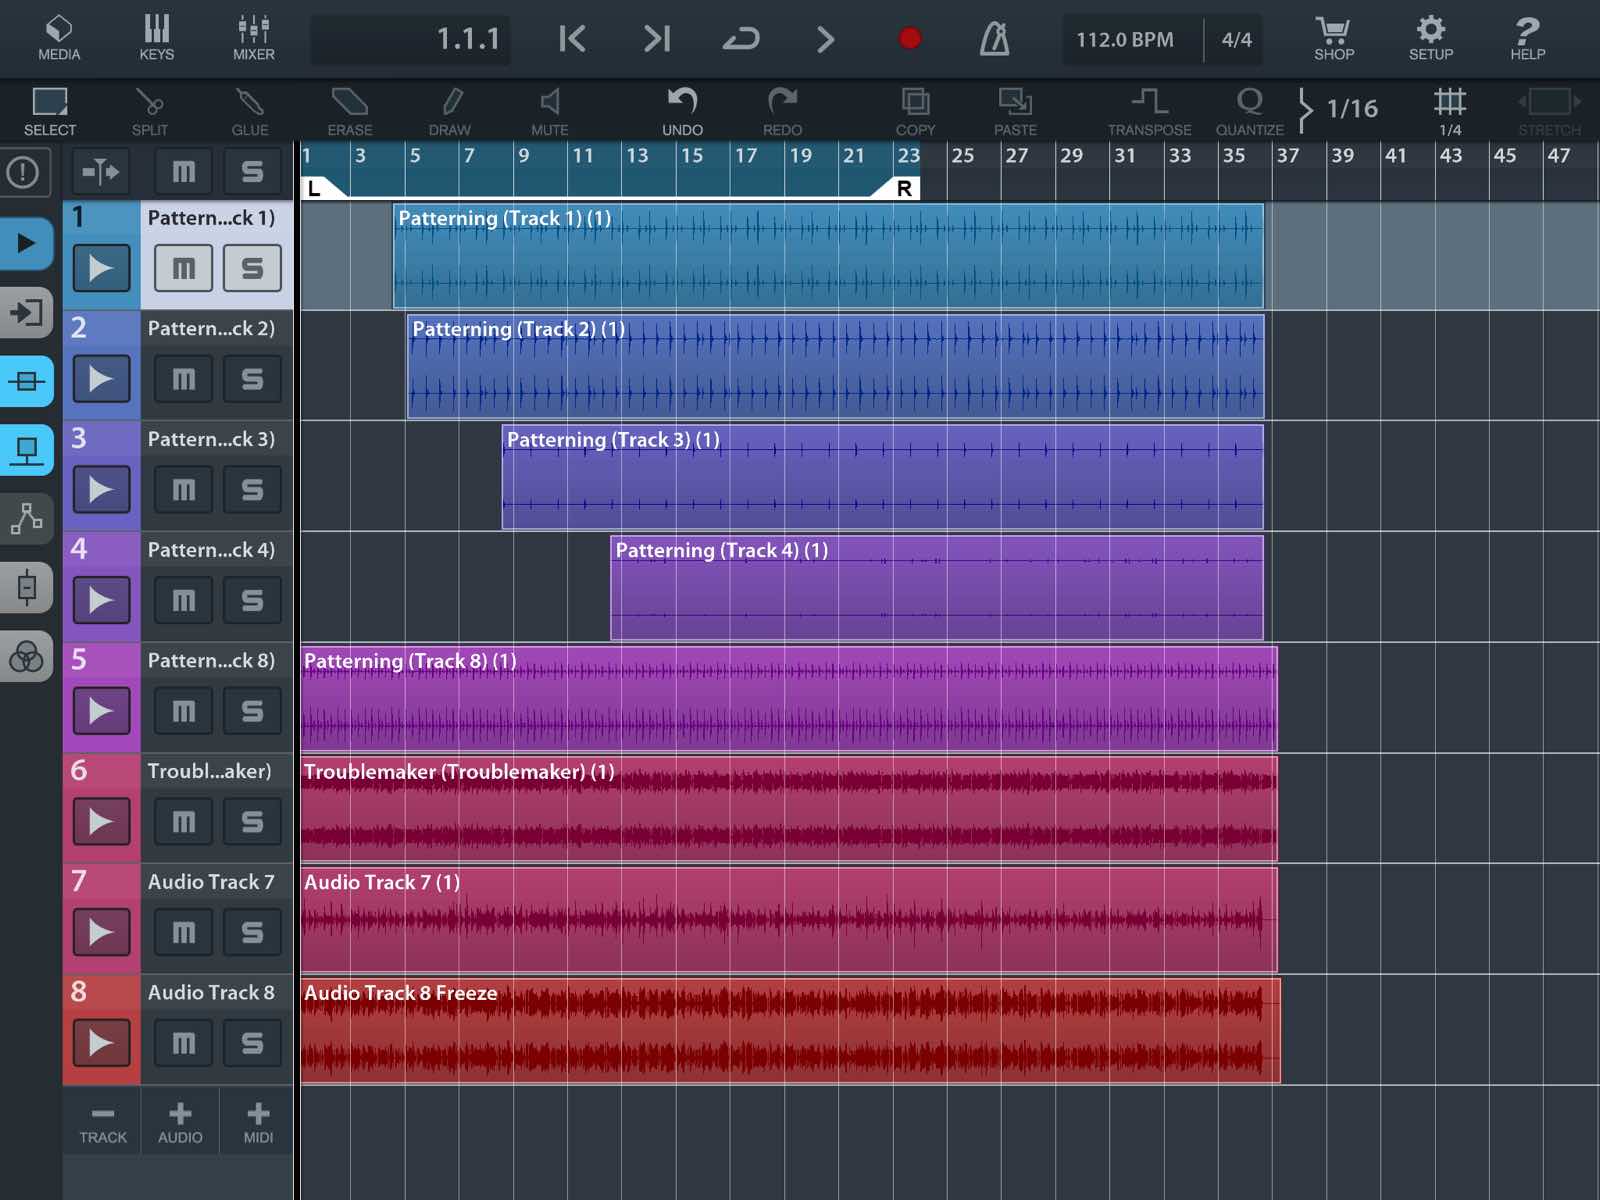 1.1.1 112.0 BPM 4/4
MEDIA KEYS MIXER SHOP SETUP HELP
1/16
SELECT SPLIT GLUE ERASE DRAW MUTE UNDO REDO COPY PASTE TRANSPOSE QUANTIZE 1/4 STRETCH
m S 1 3 5 7 9 11 13 15 17 19 21 23 25 27 29 31 33 35 37 39 41 43 45 47
L R
1 Pattern...ck 1) Patterning (Track 1) (1)
m S
2 Pattern...ck 2) Patterning (Track 2) (1)
m S
3 Pattern...ck 3) Patterning (Track 3) (1)
m S
4 Pattern...ck 4) Patterning (Track 4) (1)
m S
5 Pattern...ck 8) Patterning (Track 8) (1)
m S
6 Troubl...aker) Troublemaker (Troublemaker) (1)
m S
7 Audio Track 7 Audio Track 7 (1)
m S
8 Audio Track 8 Audio Track 8 Freeze
m S
TRACK AUDIO MIDI